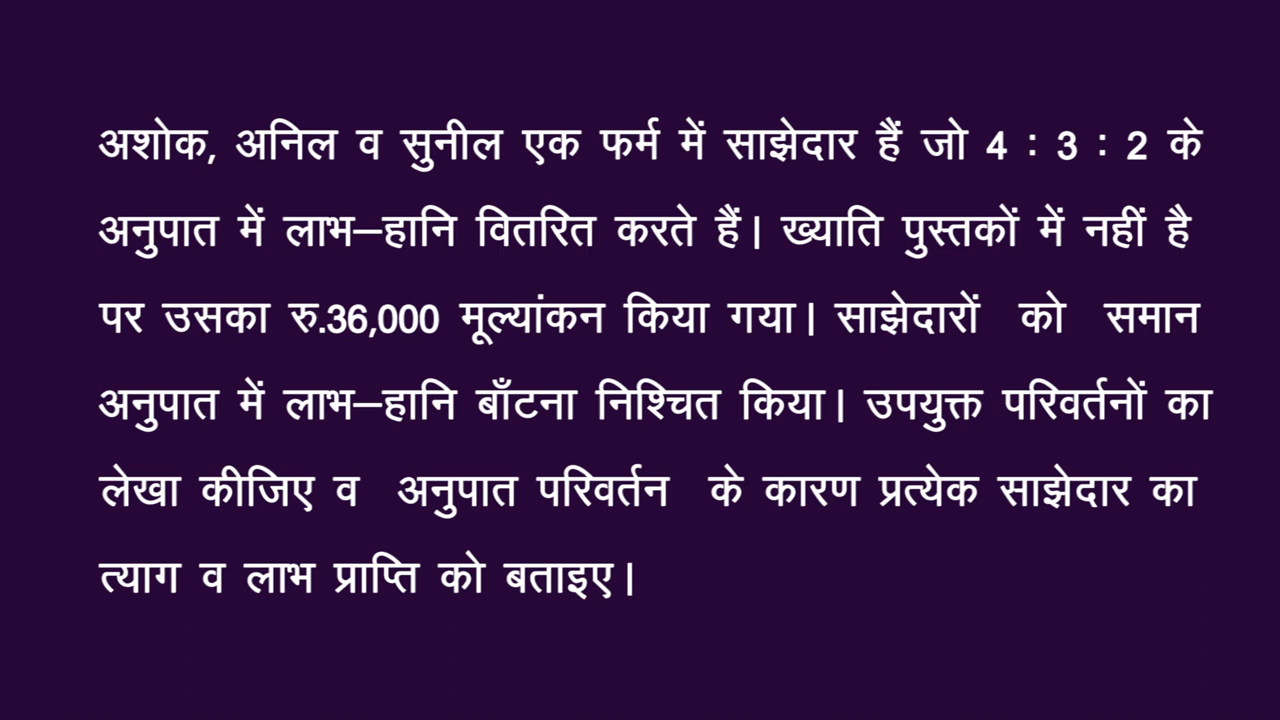 अशोक, अनिल व सुनील एक फर्म में साझेदार हैं जो 4 : 3 : 2 के
अनुपात में लाभ–हानि वितरित करते हैं। ख्याति पुस्तकों में नहीं है
पर उसका रु.36,000 मूल्यांकन किया गया। साझेदारों को समान
अनुपात में लाभ–हानि बाँटना निश्चित किया। उपयुक्त परिवर्तनों का
लेखा कीजिए व अनुपात परिवर्तन के कारण प्रत्येक साझेदार का
त्याग व लाभ प्राप्ति को बताइए।